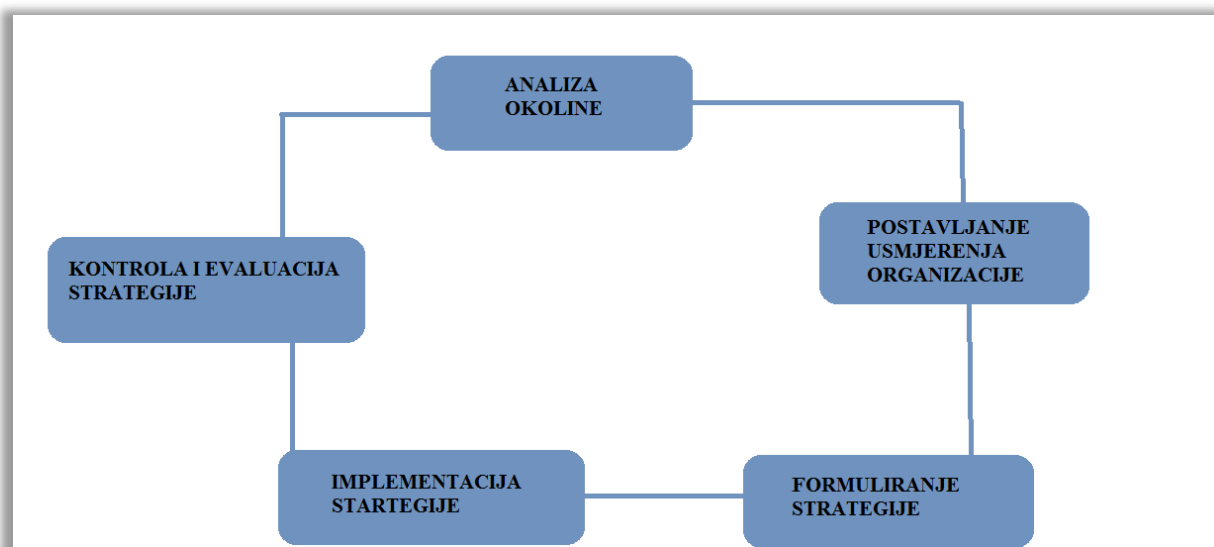 ANALIZA
OKOLINE
POSTAVLJANJE
USMJERENJA
ORGANIZACIJE
KONTROLA I EVALUACIJA
STRATEGIJE
IMPLEMENTACIJA
STARTEGIJE
FORMULIRANJE
STRATEGIJE